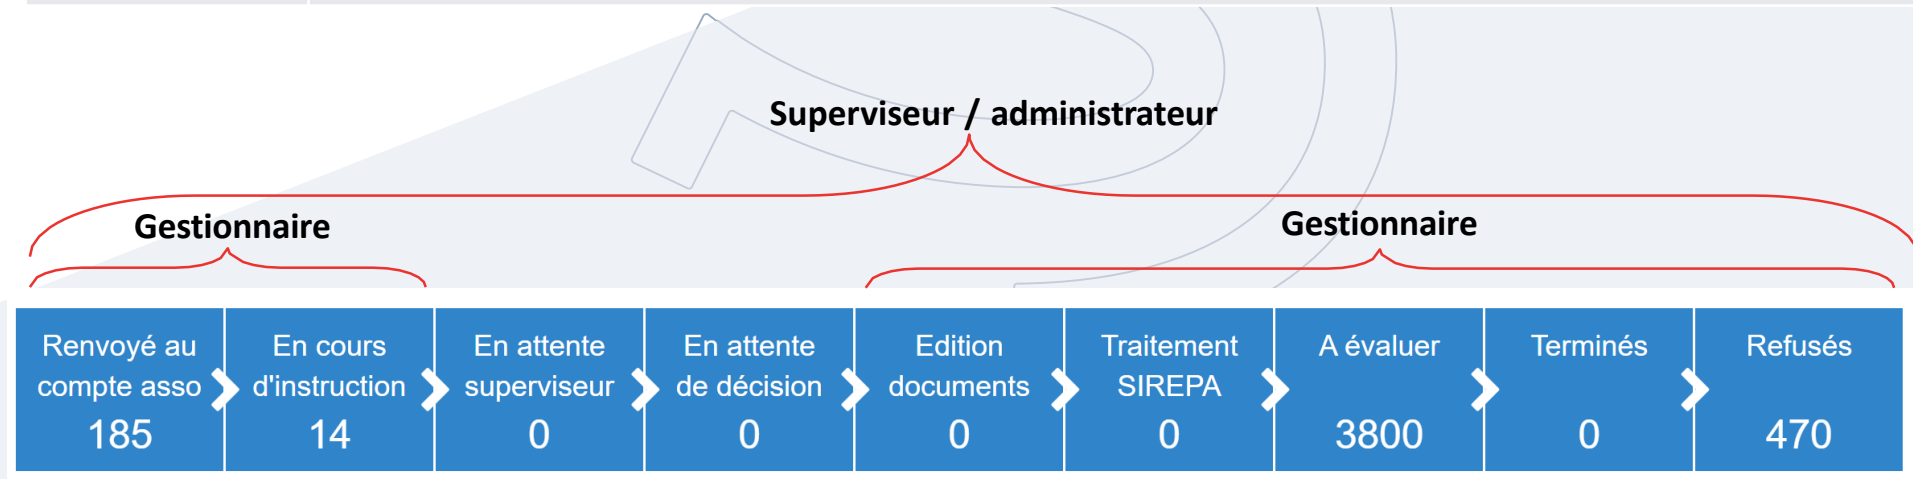 Superviseur / administrateur
Gestionnaire
Gestionnaire
Renvoyé au
compte asso
185
En cours
d'instruction
14
En attente
superviseur
0
En attente
de décision
0
Edition
documents
0
Traitement
SIREPA
0
A évaluer
3800
Terminés
0
Refusés
470